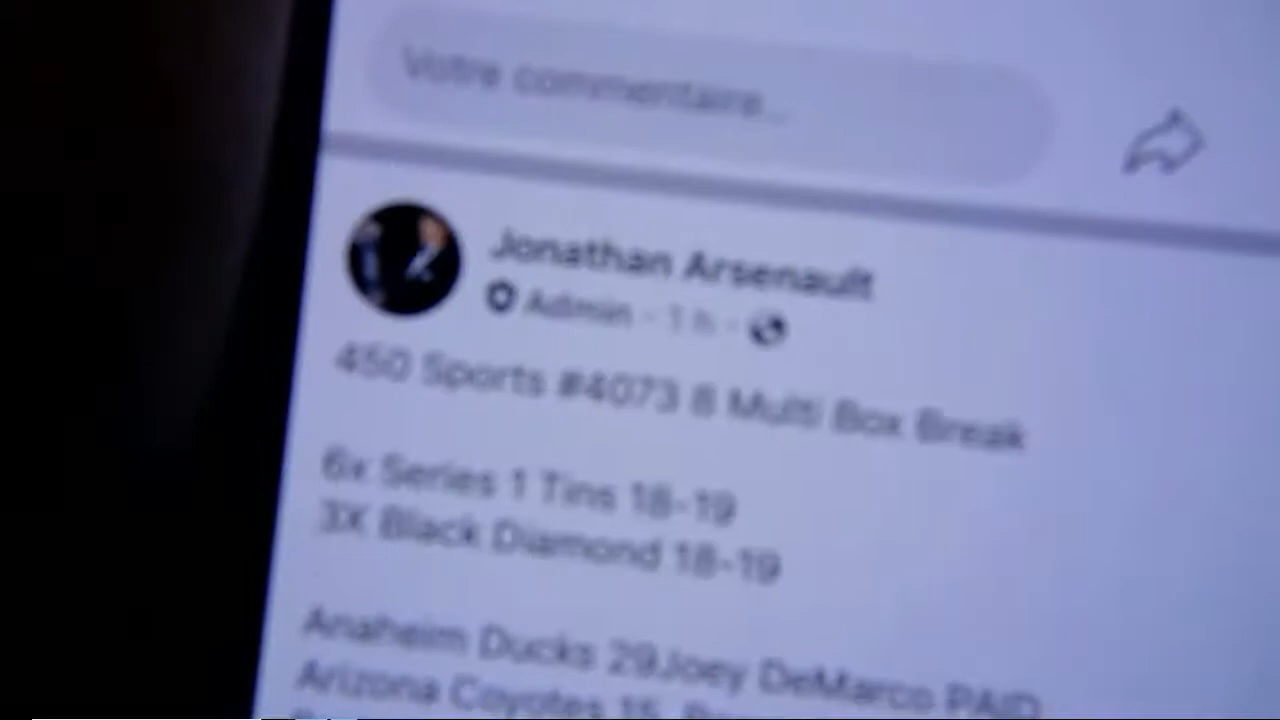 Votre commentaire...
Jonathan Arsenault
Admin · 1 h ·
450 Sports #4073 8 Multi Box Break
6x Series 1 Tins 18-19
3X Black Diamond 18-19
Anaheim Ducks 29Joey DeMarco PAID
Arizona Coyotes 15